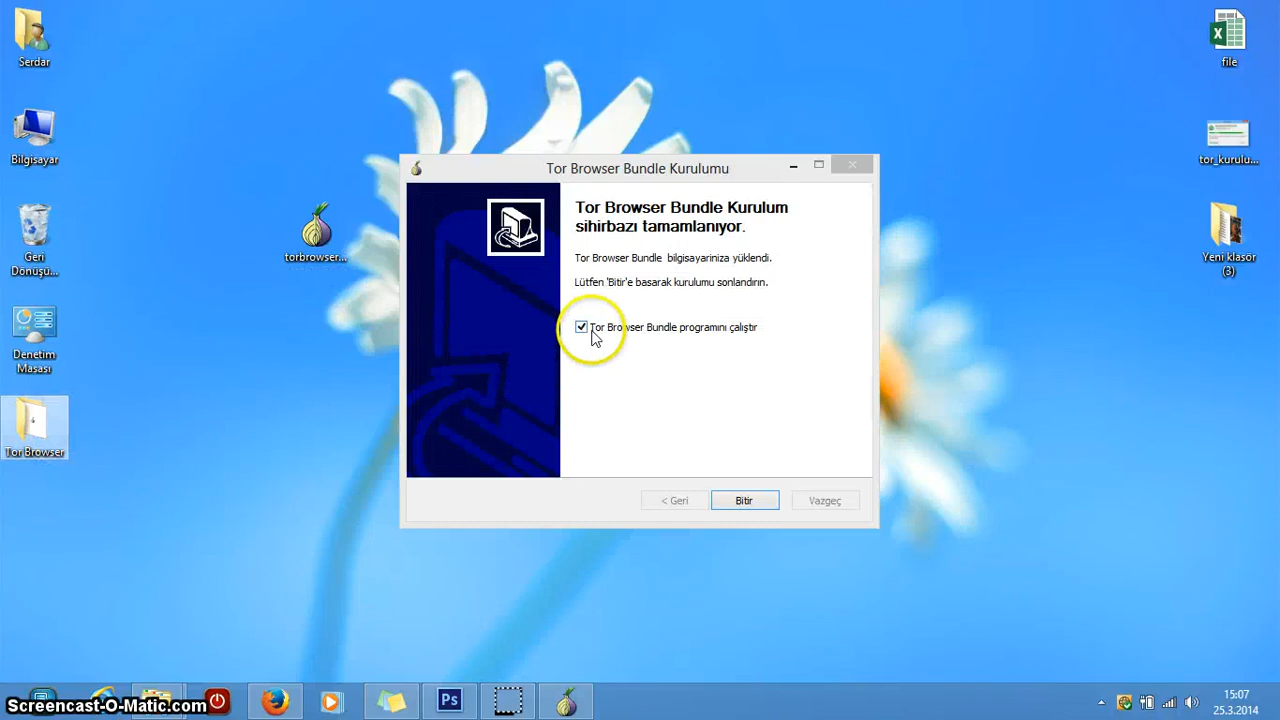 Serdar
Bilgisayar
Geri
Dönüşü...
Denetim
Masası
Tor Browser
torbrowser...
Tor Browser Bundle Kurulumu
Tor Browser Bundle Kurulum
sihirbazı tamamlanıyor.
Tor Browser Bundle bilgisayariniza yüklendi.
Lütfen 'Bitir'e basarak kurulumu sonlandırın.
Tor Browser Bundle programını çalıştır
< Geri
Bitir
Vazgeç
file
tor_kurulu...
Yeni klasör
(3)
Ps
Screencast-O-Matic.com
15:07
25.3.2014